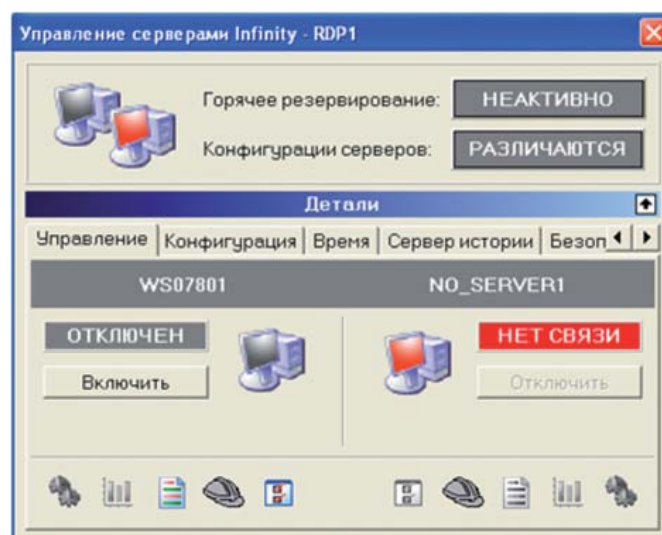 Управление серверами Infinity - RDP1
Горячее резервирование: НЕАКТИВНО
Конфигурации серверов: РАЗЛИЧАЮТСЯ
Детали
Управление Конфигурация Время Сервер истории Безоп
WS07801 NO_SERVER1
ОТКЛЮЧЕН НЕТ СВЯЗИ
Включить Отключить